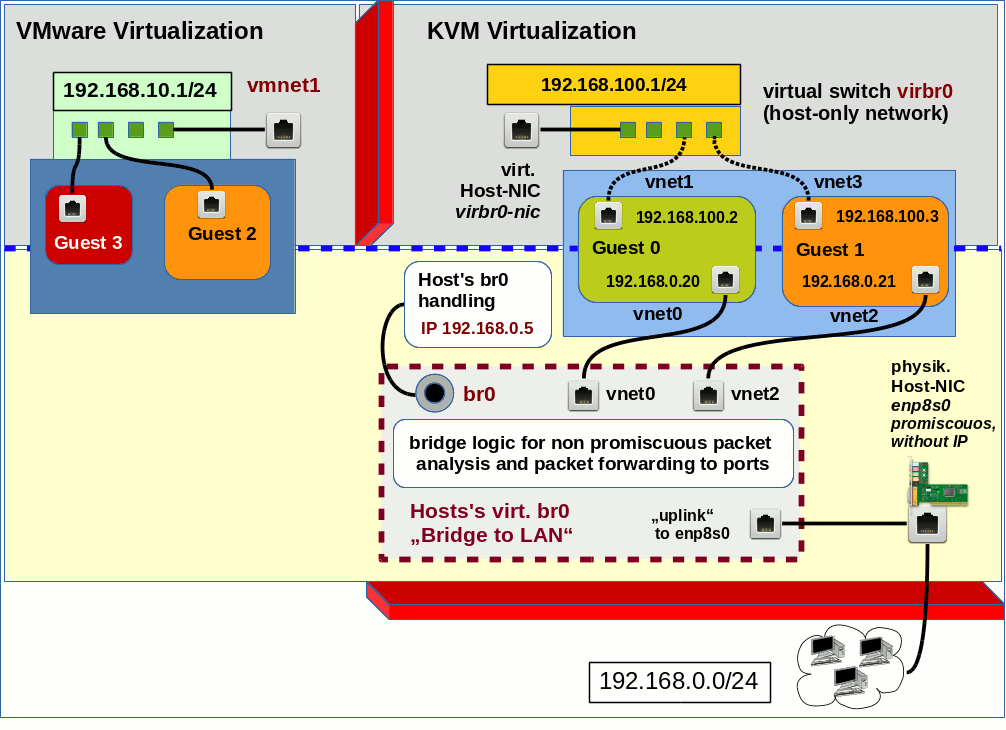 VMware Virtualization
192.168.10.1/24
vmnet1
Guest 3
Guest 2
KVM Virtualization
192.168.100.1/24
virtual switch virbr0
(host-only network)
virt.
Host-NIC
virbr0-nic
vnet1
vnet3
192.168.100.2
Guest 0
192.168.0.20
192.168.100.3
Guest 1
192.168.0.21
vnet0
vnet2
Host's br0
handling
IP 192.168.0.5
br0
vnet0
vnet2
bridge logic for non promiscuous packet
analysis and packet forwarding to ports
Hosts's virt. br0
„Bridge to LAN“
„uplink“
to enp8s0
physik.
Host-NIC
enp8s0
promiscouos,
without IP
192.168.0.0/24